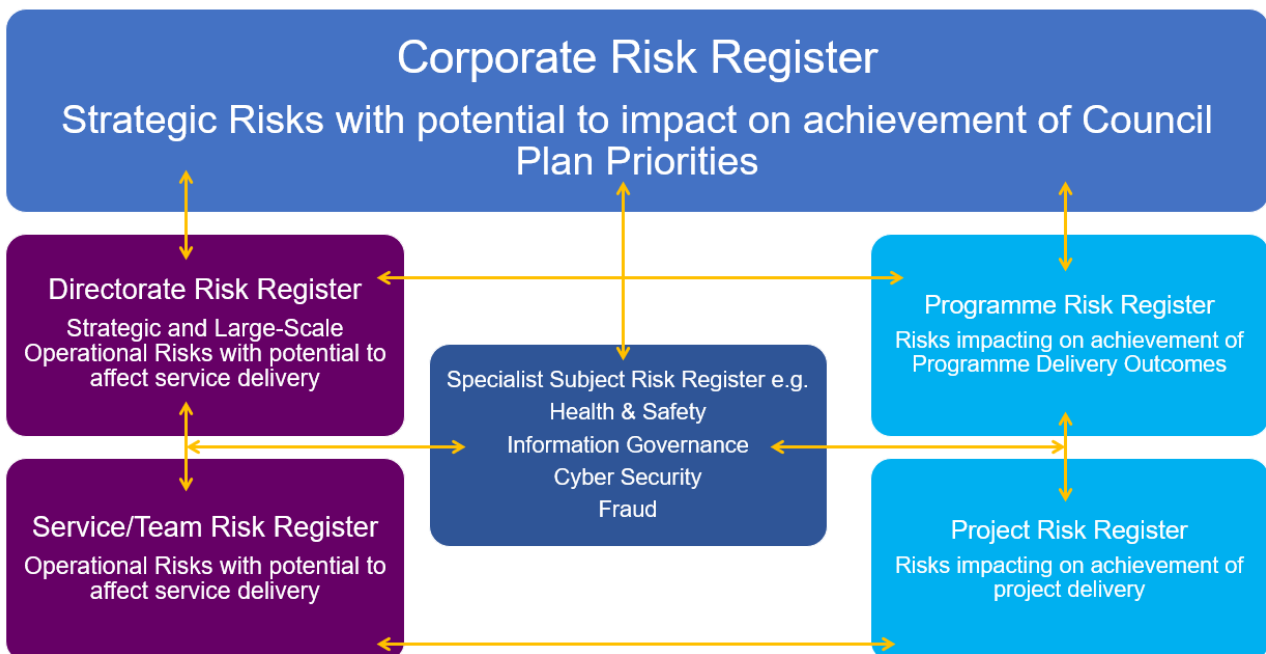 Corporate Risk Register
Strategic Risks with potential to impact on achievement of Council
Plan Priorities
Directorate Risk Register
Strategic and Large-Scale
Operational Risks with potential to
affect service delivery
Programme Risk Register
Risks impacting on achievement of
Programme Delivery Outcomes
Specialist Subject Risk Register e.g.
Health & Safety
Information Governance
Cyber Security
Fraud
Service/Team Risk Register
Operational Risks with potential to
affect service delivery
Project Risk Register
Risks impacting on achievement of
project delivery